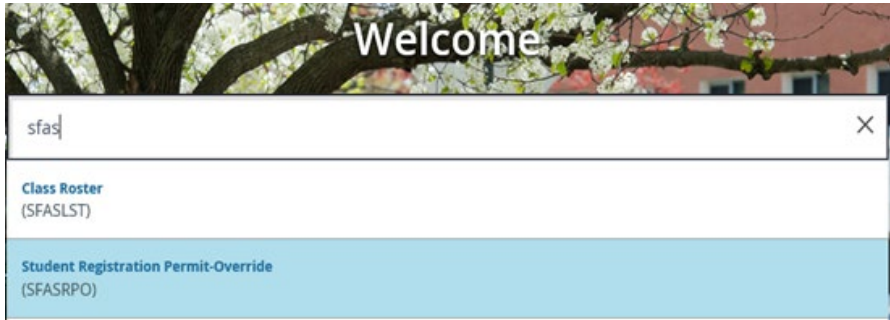 Welcome
sfas
Class Roster
(SFASLST)
Student Registration Permit-Override
(SFASRPO)